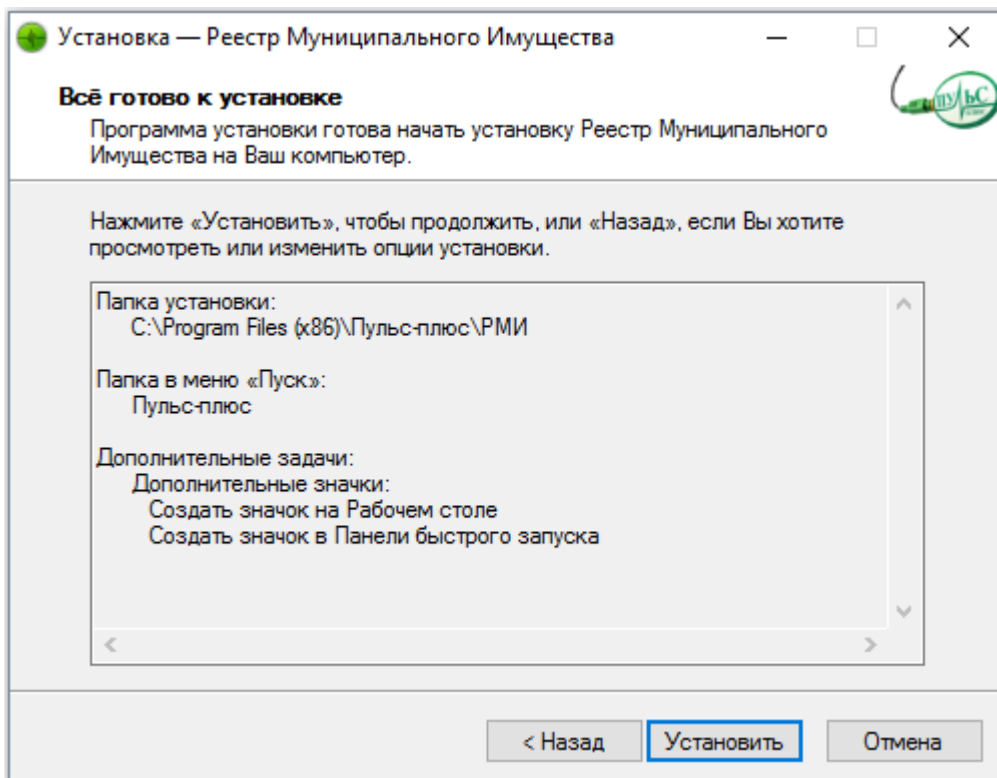 Установка — Реестр Муниципального Имущества
Всё готово к установке
Программа установки готова начать установку Реестр Муниципального
Имущества на Ваш компьютер.
ПУЛЬС
Нажмите «Установить», чтобы продолжить, или «Назад», если Вы хотите
просмотреть или изменить опции установки.
Папка установки:
C:\Program Files (x86)\Пульс-плюс\РМИ
Папка в меню «Пуск»:
Пульс-плюс
Дополнительные задачи:
Дополнительные значки:
Создать значок на Рабочем столе
Создать значок в Панели быстрого запуска
< Назад
Установить
Отмена